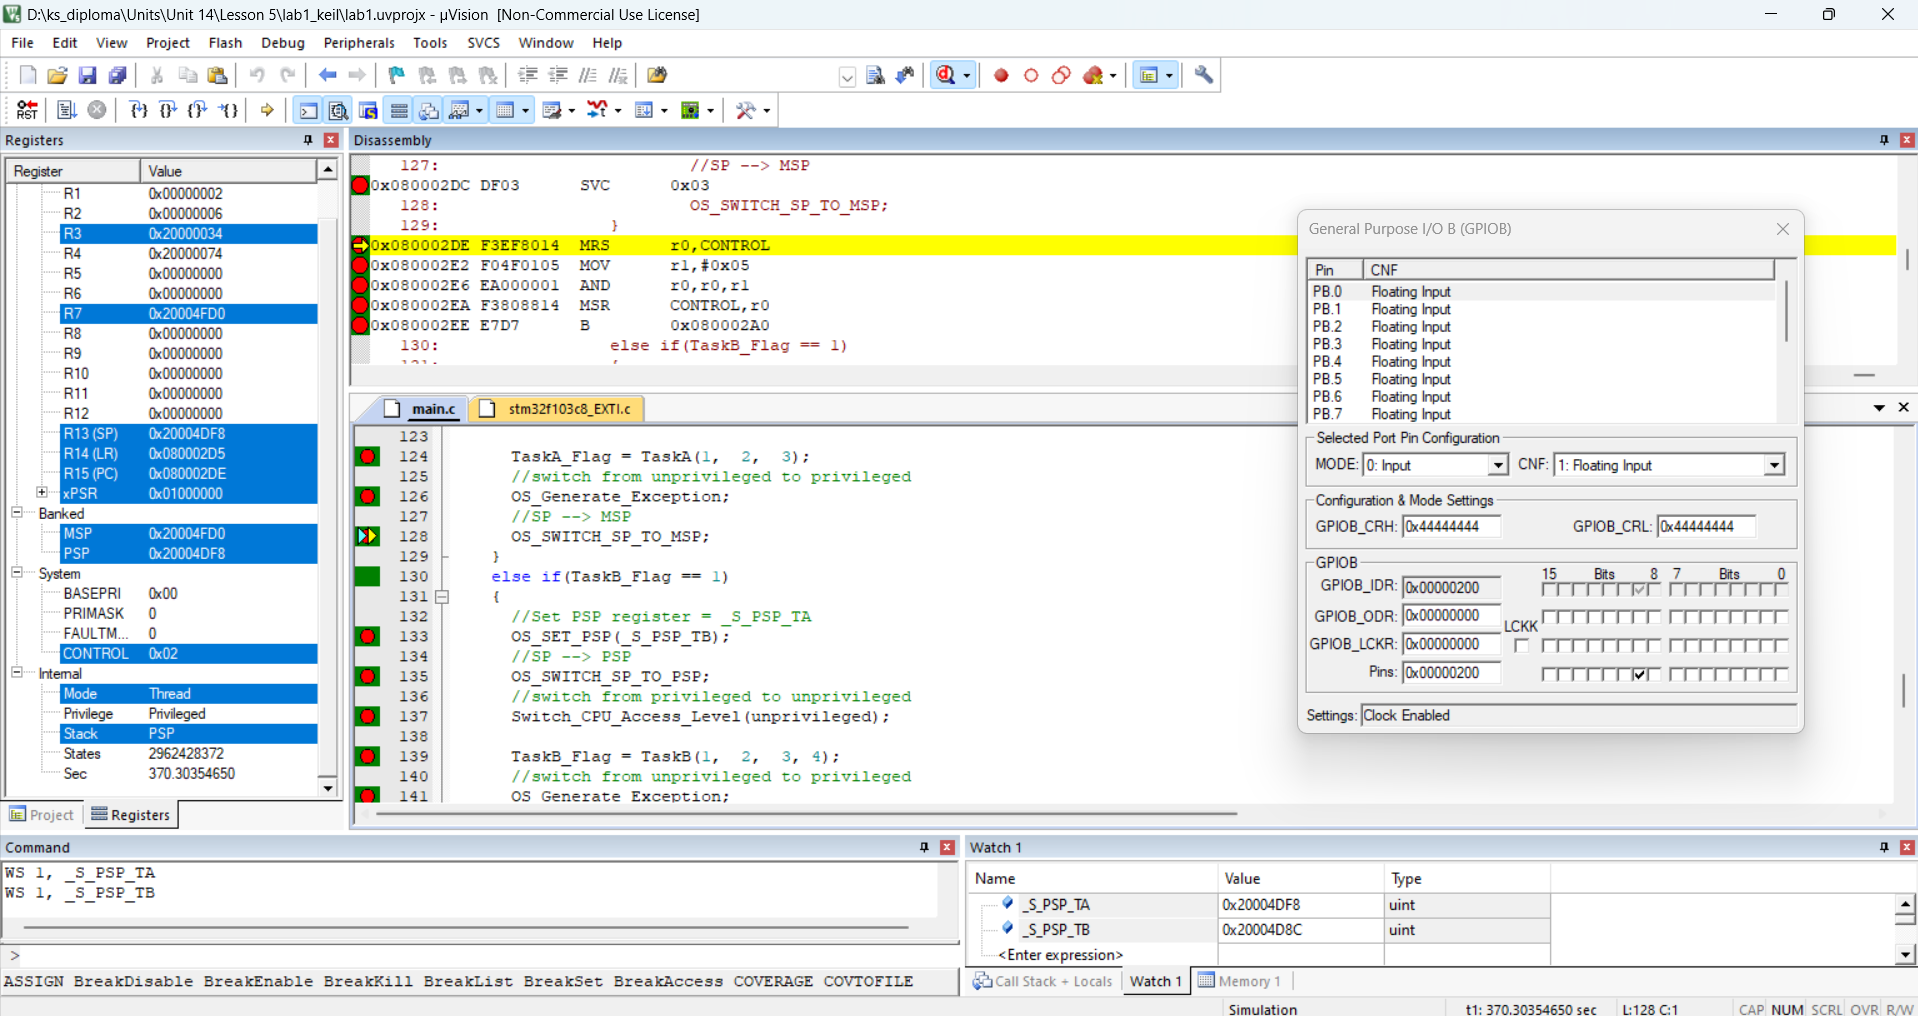 D:\ks_diploma\Units\Unit 14\Lesson 5\lab1_keil\lab1.uvprojx - µVision [Non-Commercial Use License]
File Edit View Project Flash Debug Peripherals Tools SVCS Window Help
RST
Registers
Register Value
R1 0x00000002
R2 0x00000006
R3 0x20000034
R4 0x20000074
R5 0x00000000
R6 0x00000000
R7 0x20004FD0
R8 0x00000000
R9 0x00000000
R10 0x00000000
R11 0x00000000
R12 0x00000000
R13 (SP) 0x20004DF8
R14 (LR) 0x080002D5
R15 (PC) 0x080002DE
xPSR 0x01000000
Banked
MSP 0x20004FD0
PSP 0x20004DF8
System
BASEPRI 0x00
PRIMASK 0
FAULTM... 0
CONTROL 0x02
Internal
Mode Thread
Privilege Privileged
Stack PSP
States 2962428372
Sec 370.30354650
Project Registers
Disassembly
127: //SP --> MSP
0x080002DC DF03 SVC 0x03
128: OS_SWITCH_SP_TO_MSP;
129: }
0x080002DE F3EF8014 MRS r0,CONTROL
0x080002E2 F04F0105 MOV r1,#0x05
0x080002E6 EA000001 AND r0,r0,r1
0x080002EA F3808814 MSR CONTROL,r0
0x080002EE E7D7 B 0x080002A0
130: else if(TaskB_Flag == 1)
main.c stm32f103c8_EXTI.c
123
124 TaskA_Flag = TaskA(1, 2, 3);
125 //switch from unprivileged to privileged
126 OS_Generate_Exception;
127 //SP --> MSP
128 OS_SWITCH_SP_TO_MSP;
129 }
130 else if(TaskB_Flag == 1)
131 {
132 //Set PSP register = _S_PSP_TA
133 OS_SET_PSP(_S_PSP_TB);
134 //SP --> PSP
135 OS_SWITCH_SP_TO_PSP;
136 //switch from privileged to unprivileged
137 Switch_CPU_Access_Level(unprivileged);
138
139 TaskB_Flag = TaskB(1, 2, 3, 4);
140 //switch from unprivileged to privileged
141 OS_Generate_Exception;
General Purpose I/O B (GPIOB)
Pin CNF
PB.0 Floating Input
PB.1 Floating Input
PB.2 Floating Input
PB.3 Floating Input
PB.4 Floating Input
PB.5 Floating Input
PB.6 Floating Input
PB.7 Floating Input
Selected Port Pin Configuration
MODE: 0: Input CNF: 1: Floating Input
Configuration & Mode Settings
GPIOB_CRH: 0x44444444 GPIOB_CRL: 0x44444444
GPIOB
15 Bits 8 7 Bits 0
GPIOB_IDR: 0x00000200
GPIOB_ODR: 0x00000000
LCKK
GPIOB_LCKR: 0x00000000
Pins: 0x00000200
Settings: Clock Enabled
Command
WS 1, _S_PSP_TA
WS 1, _S_PSP_TB
>
ASSIGN BreakDisable BreakEnable BreakKill BreakList BreakSet BreakAccess COVERAGE COVTOFILE
Watch 1
Name Value Type
_S_PSP_TA 0x20004DF8 uint
_S_PSP_TB 0x20004D8C uint
<Enter expression>
Call Stack + Locals Watch 1 Memory 1
Simulation t1: 370.30354650 sec L:128 C:1 CAP NUM SCRL OVR R/W